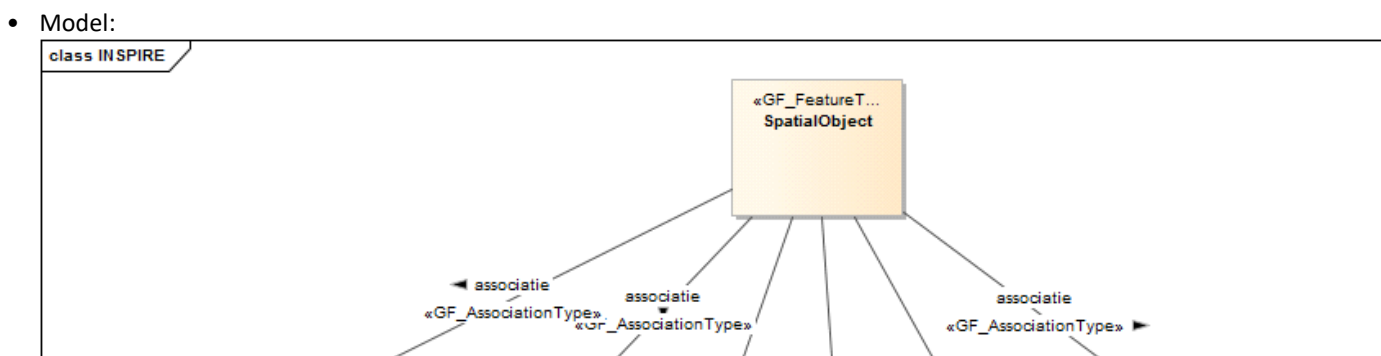 • Model:
class INSPIRE
«GF_FeatureT...
SpatialObject
associatie
«GF_AssociationType»
associatie
«GF_AssociationType»
associatie
«GF_AssociationType»